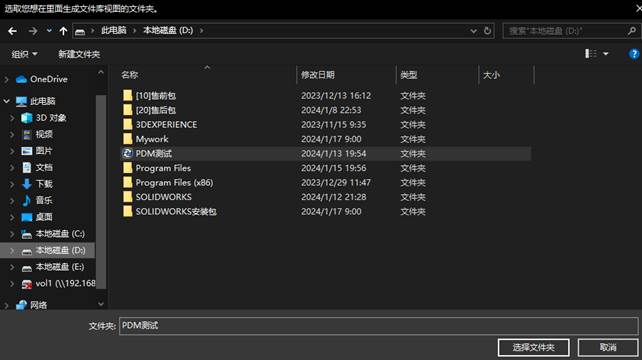 选取您想在里面生成文件库视图的文件夹。
此电脑 › 本地磁盘 (D:) ›
搜索"本地磁盘 (D:)"
组织 新建文件夹
名称 修改日期 类型 大小
[10]售前包 2023/12/13 16:12 文件夹
[20]售后包 2024/1/8 22:53 文件夹
3DEXPERIENCE 2023/11/15 9:35 文件夹
Mywork 2024/1/17 9:00 文件夹
PDM测试 2024/1/13 19:54 文件夹
Program Files 2024/1/15 19:56 文件夹
Program Files (x86) 2023/12/29 11:47 文件夹
SOLIDWORKS 2024/1/12 21:28 文件夹
SOLIDWORKS安装包 2024/1/17 9:00 文件夹
OneDrive
此电脑
3D 对象
视频
图片
文档
下载
音乐
桌面
本地磁盘 (C:)
本地磁盘 (D:)
本地磁盘 (E:)
vol1 (\\192.168
网络
文件夹: PDM测试
选择文件夹 取消